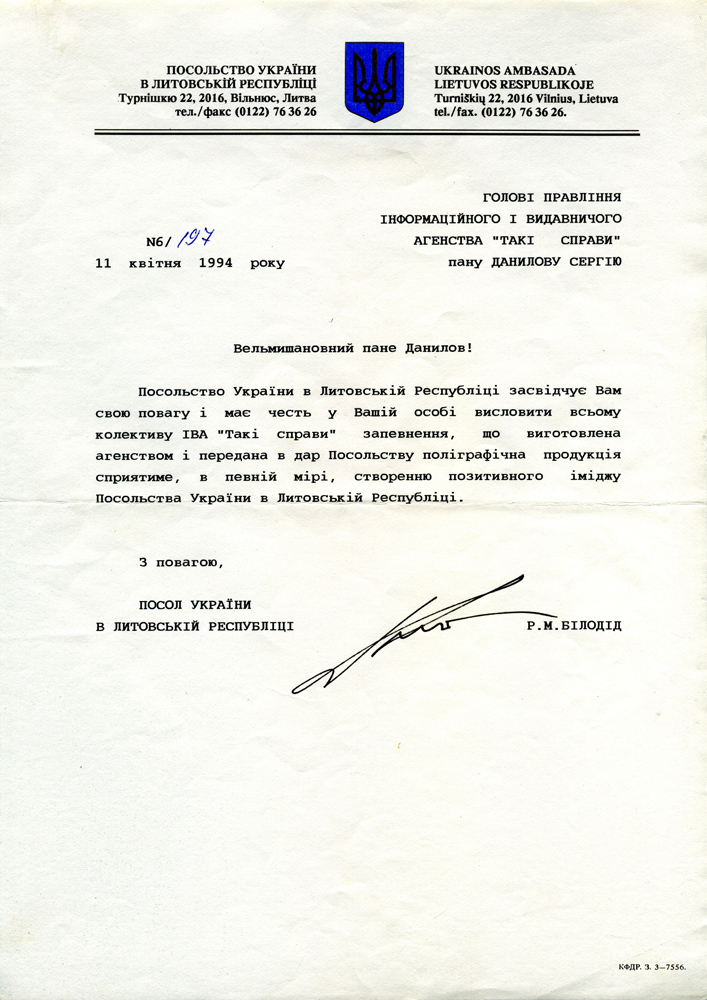 ПОСОЛЬСТВО УКРАЇНИ
В ЛИТОВСЬКІЙ РЕСПУБЛІЦІ
Турнішкю 22, 2016, Вільнюс, Литва
тел./факс (0122) 76 36 26
UKRAINOS AMBASADA
LIETUVOS RESPUBLIKOJE
Turniškių 22, 2016 Vilnius, Lietuva
tel./fax. (0122) 76 36 26.
ГОЛОВІ ПРАВЛІННЯ
ІНФОРМАЦІЙНОГО І ВИДАВНИЧОГО
АГЕНСТВА "ТАКІ СПРАВИ"
пану ДАНИЛОВУ СЕРГІЮ
N6/ 197
11 квітня 1994 року
Вельмишановний пане Данилов!
Посольство України в Литовській Республіці засвідчує Вам
свою повагу і має честь у Вашій особі висловити всьому
колективу ІВА "Такі справи" запевнення, що виготовлена
агенством і передана в дар Посольству поліграфічна продукція
сприятиме, в певній мірі, створенню позитивного іміджу
Посольства України в Литовській Республіці.
З повагою,
ПОСОЛ УКРАЇНИ
В ЛИТОВСЬКІЙ РЕСПУБЛІЦІ
Р.М.БІЛОДІД
КФДР. З. 3—7556.